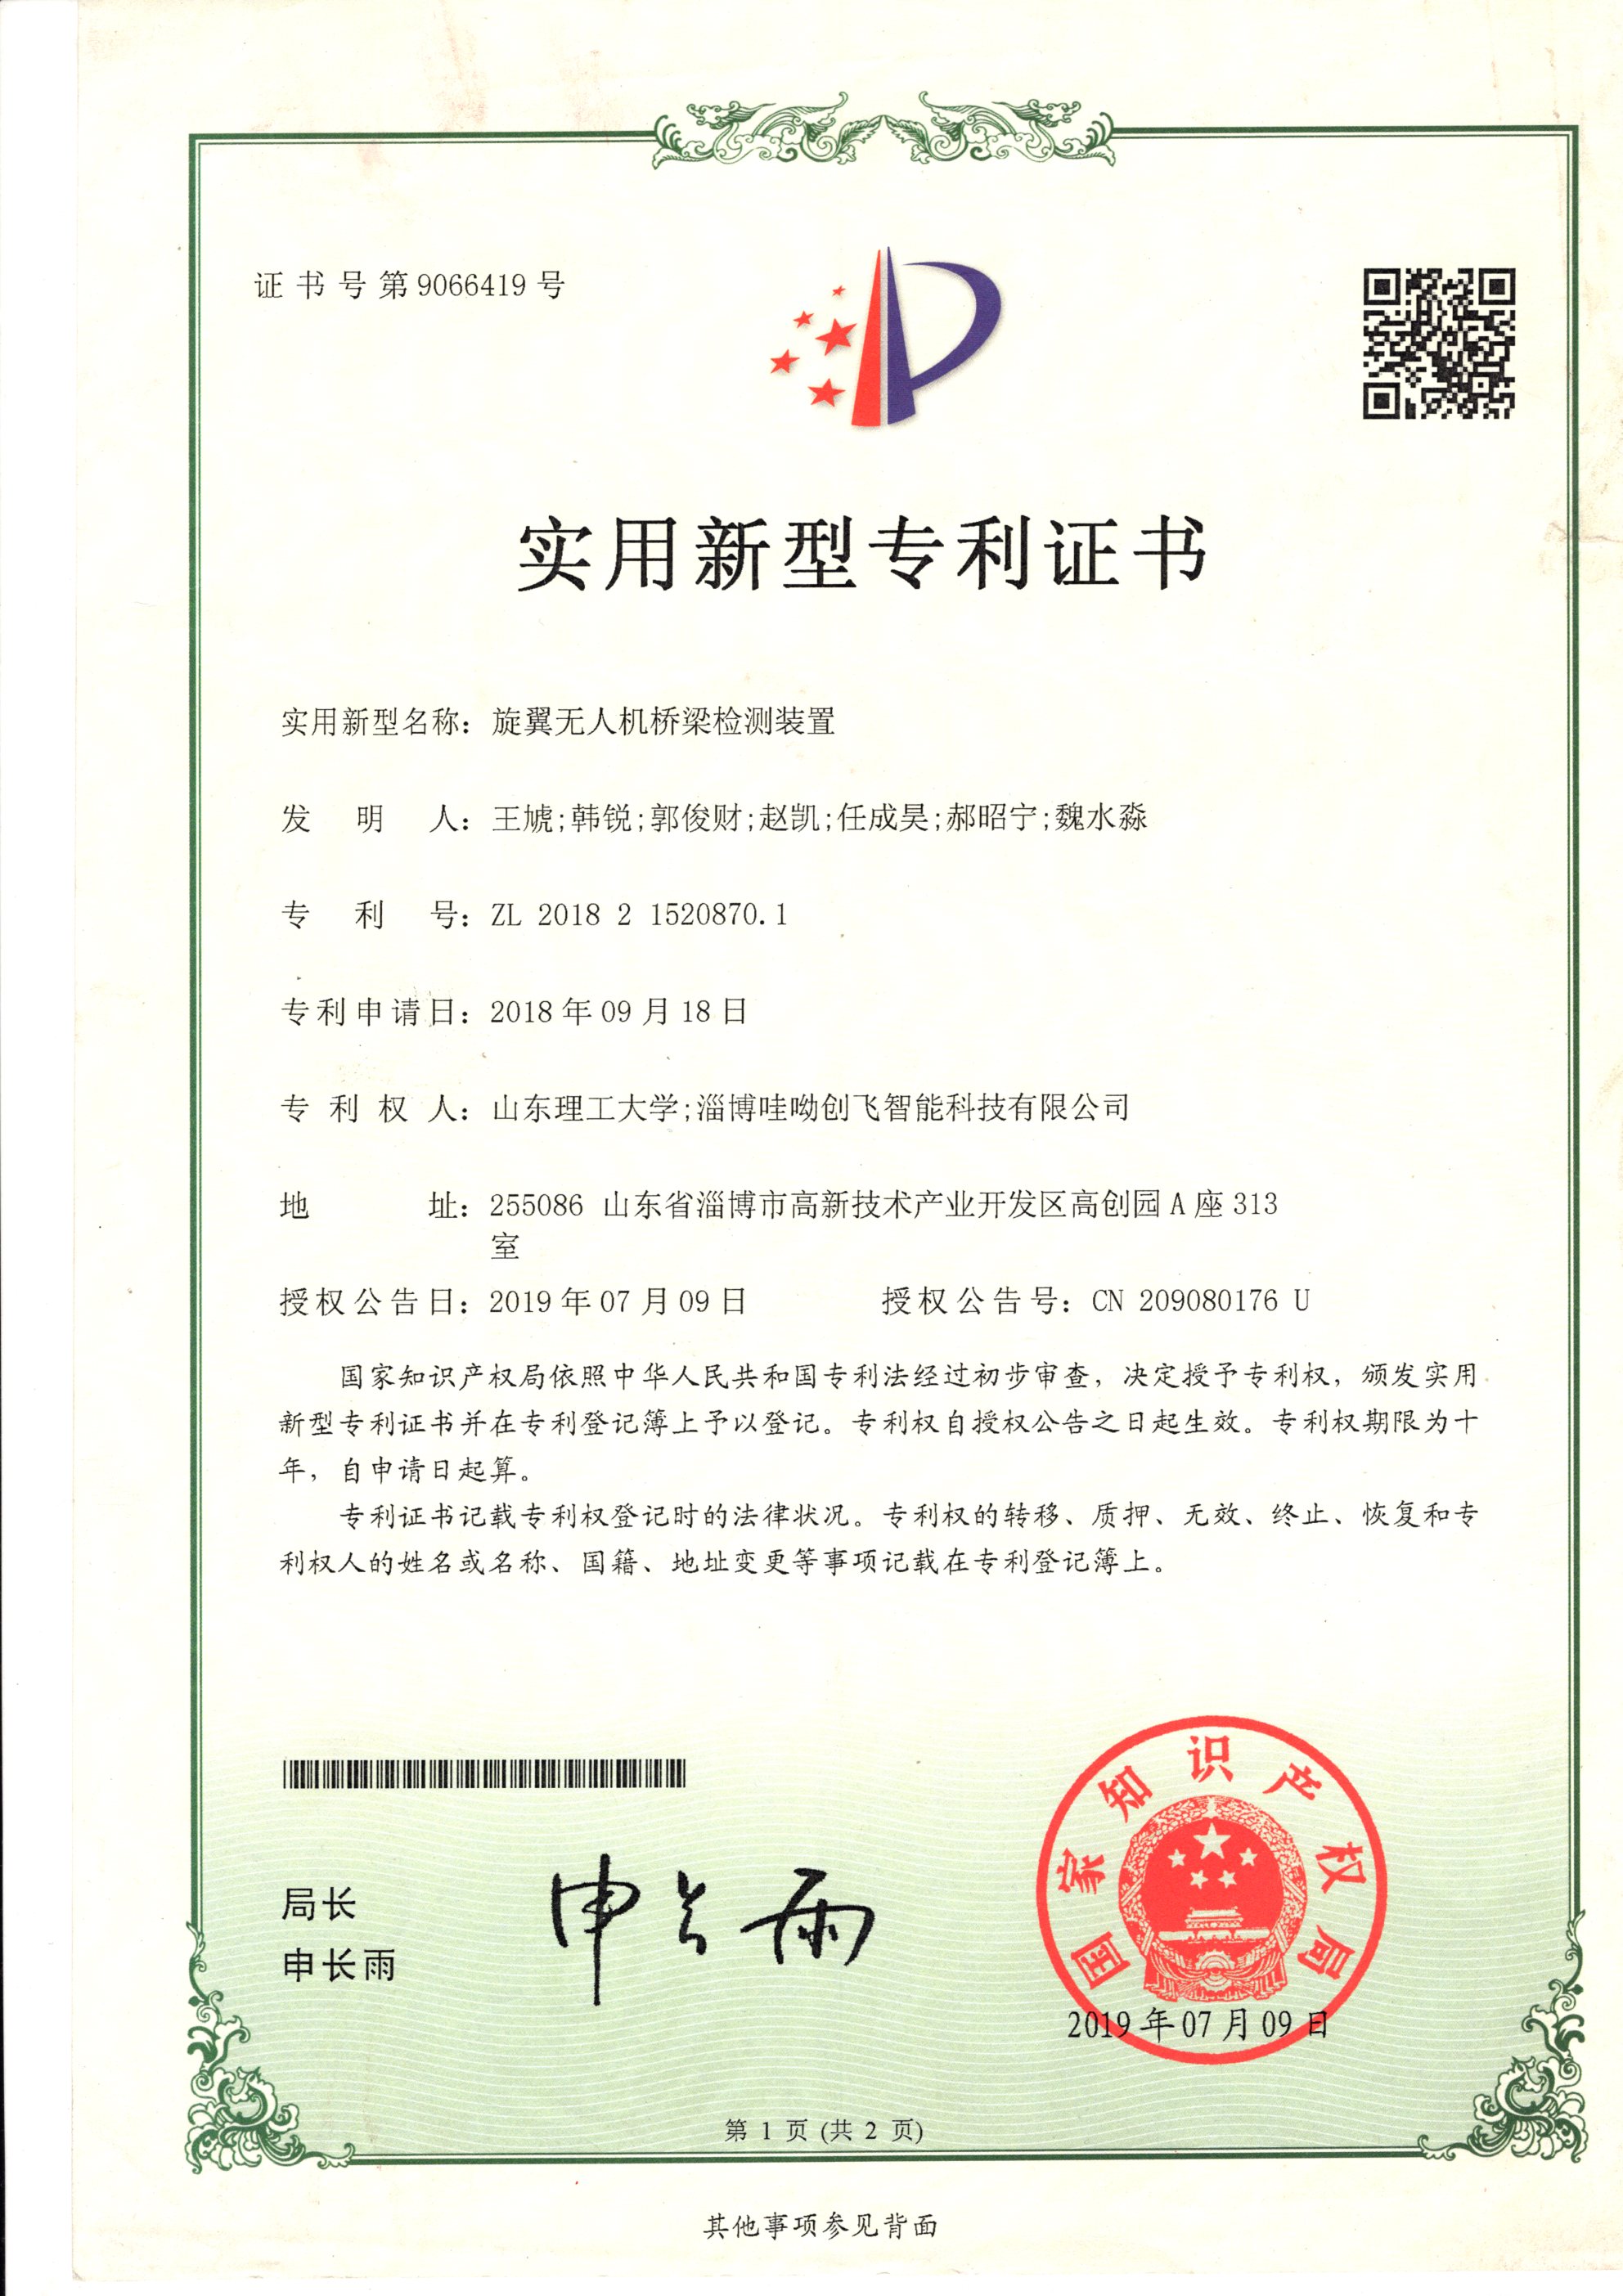 证书号第9066419号
实用新型专利证书
实用新型名称：旋翼无人机桥梁检测装置
发明人：王虓;韩锐;郭俊财;赵凯;任成昊;郝昭宁;魏水淼
专利号：ZL 2018 2 1520870.1
专利申请日：2018年09月18日
专利权人：山东理工大学;淄博哇呦创飞智能科技有限公司
地址：255086 山东省淄博市高新技术产业开发区高创园A座313
室
授权公告日：2019年07月09日 授权公告号：CN 209080176 U
国家知识产权局依照中华人民共和国专利法经过初步审查，决定授予专利权，颁发实用
新型专利证书并在专利登记簿上予以登记。专利权自授权公告之日起生效。专利权期限为十
年，自申请日起算。
专利证书记载专利权登记时的法律状况。专利权的转移、质押、无效、终止、恢复和专
利权人的姓名或名称、国籍、地址变更等事项记载在专利登记簿上。
局长
申长雨
申长雨
国家知识产权局
2019年07月09日
第 1 页 (共 2 页)
其他事项参见背面